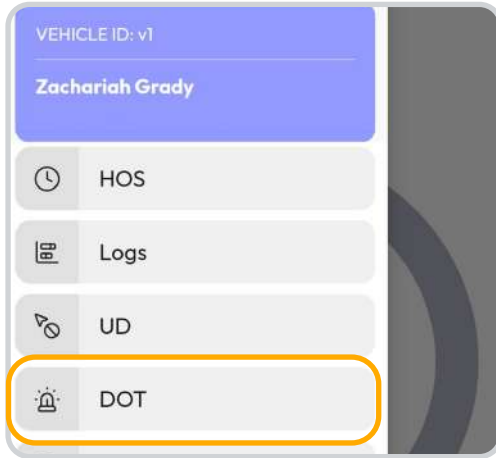 VEHICLE ID: v1
Zachariah Grady
HOS
Logs
UD
DOT